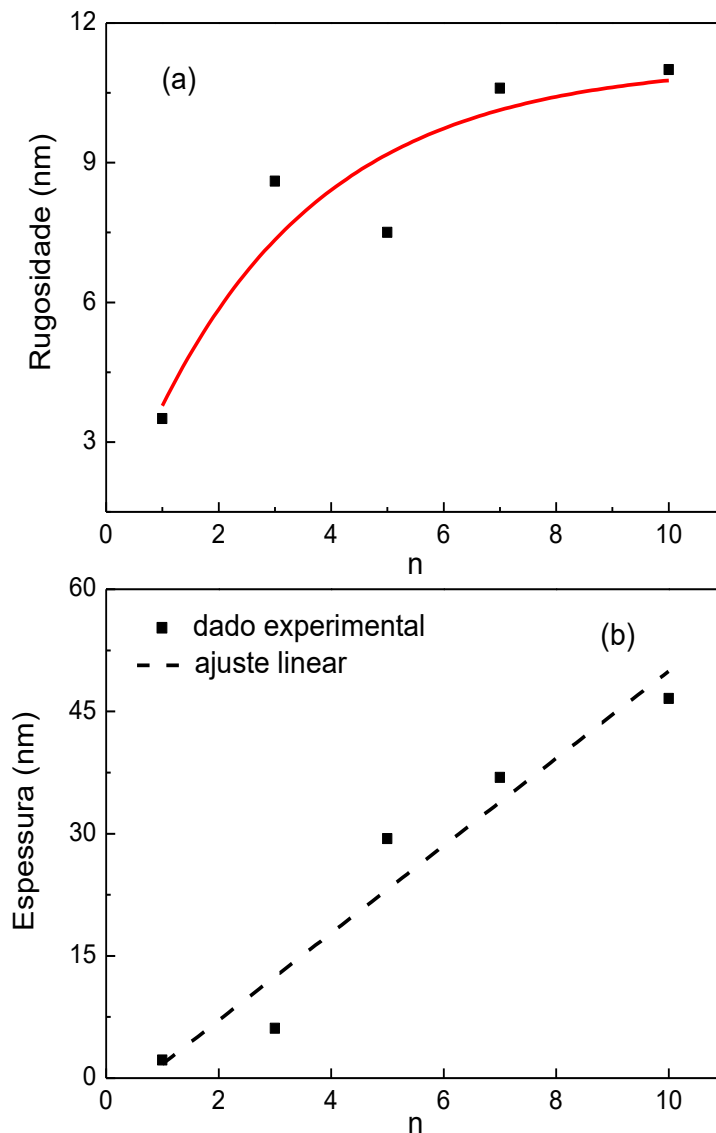 12
(a)
9
Rugosidade (nm)
6
3
0 2 4 6 8 10
n
60
dado experimental
(b)
ajuste linear
45
Espessura (nm)
30
15
0
0 2 4 6 8 10
n